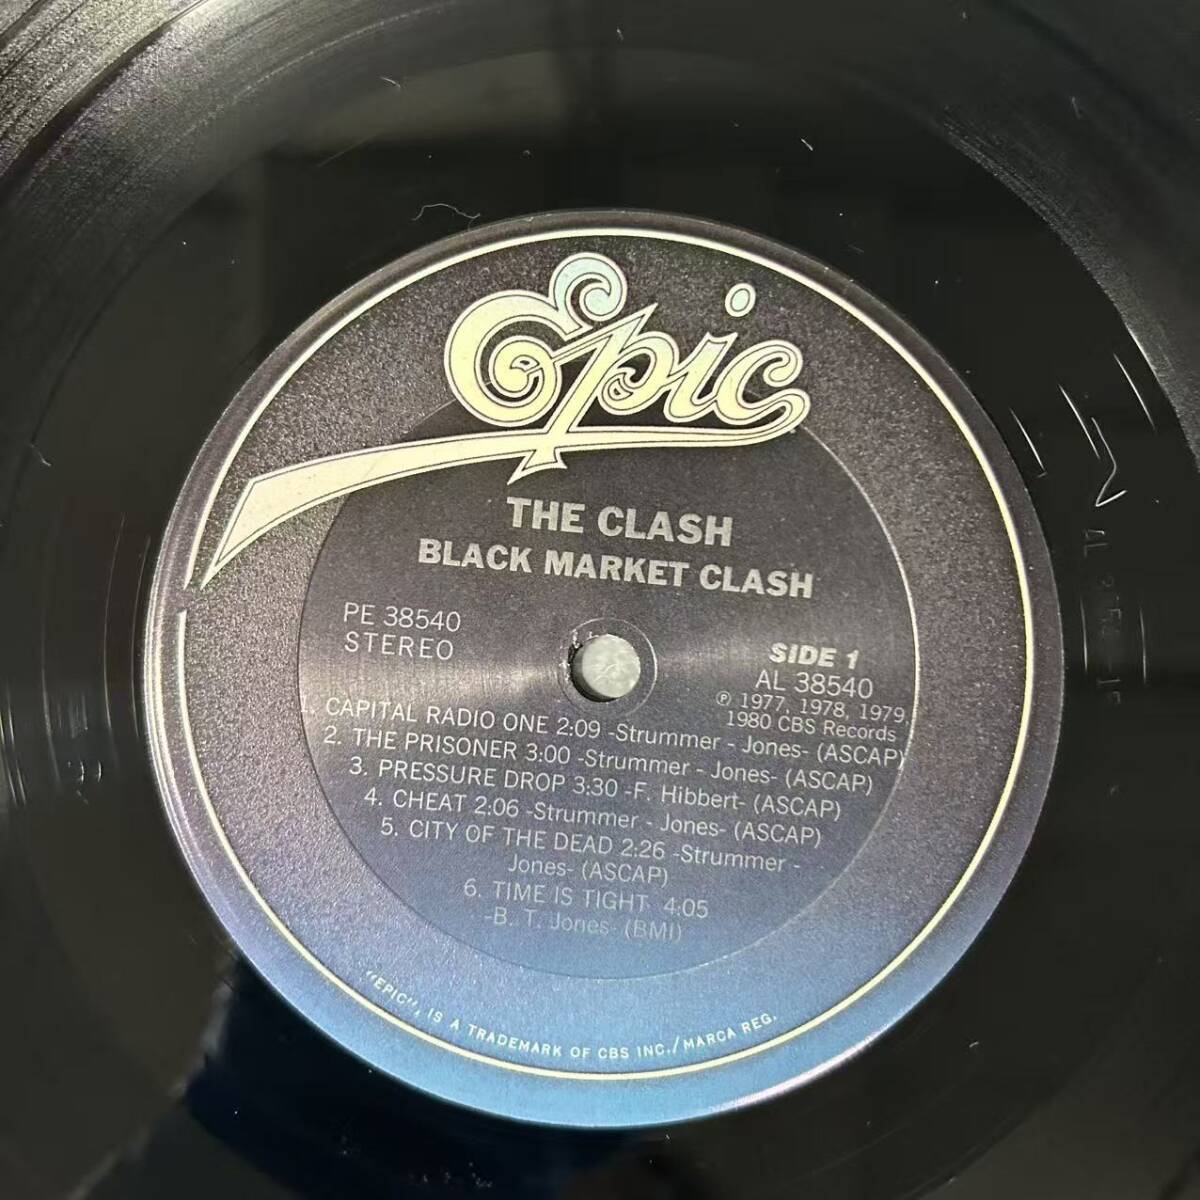 Epic
THE CLASH
BLACK MARKET CLASH
PE 38540
STEREO
SIDE 1
AL 38540
℗ 1977, 1978, 1979,
1980 CBS Records
1. CAPITAL RADIO ONE 2:09 -Strummer - Jones- (ASCAP)
2. THE PRISONER 3:00 -Strummer - Jones- (ASCAP)
3. PRESSURE DROP 3:30 -F. Hibbert- (ASCAP)
4. CHEAT 2:06 -Strummer - Jones- (ASCAP)
5. CITY OF THE DEAD 2:26 -Strummer -
Jones- (ASCAP)
6. TIME IS TIGHT 4:05
-B. T. Jones- (BMI)
"EPIC", IS A TRADEMARK OF CBS INC./MARCA REG.